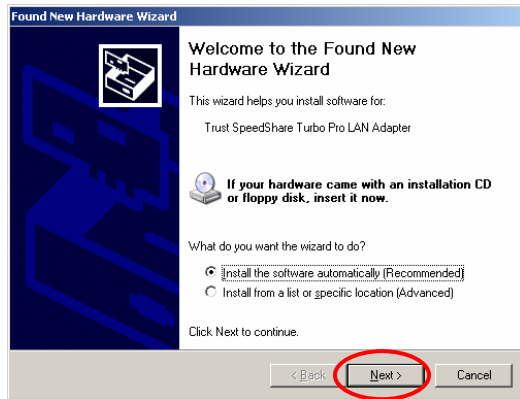 Found New Hardware Wizard
Welcome to the Found New
Hardware Wizard
This wizard helps you install software for:
Trust SpeedShare Turbo Pro LAN Adapter
If your hardware came with an installation CD
or floppy disk, insert it now.
What do you want the wizard to do?
Install the software automatically (Recommended)
Install from a list or specific location (Advanced)
Click Next to continue.
< Back
Next >
Cancel